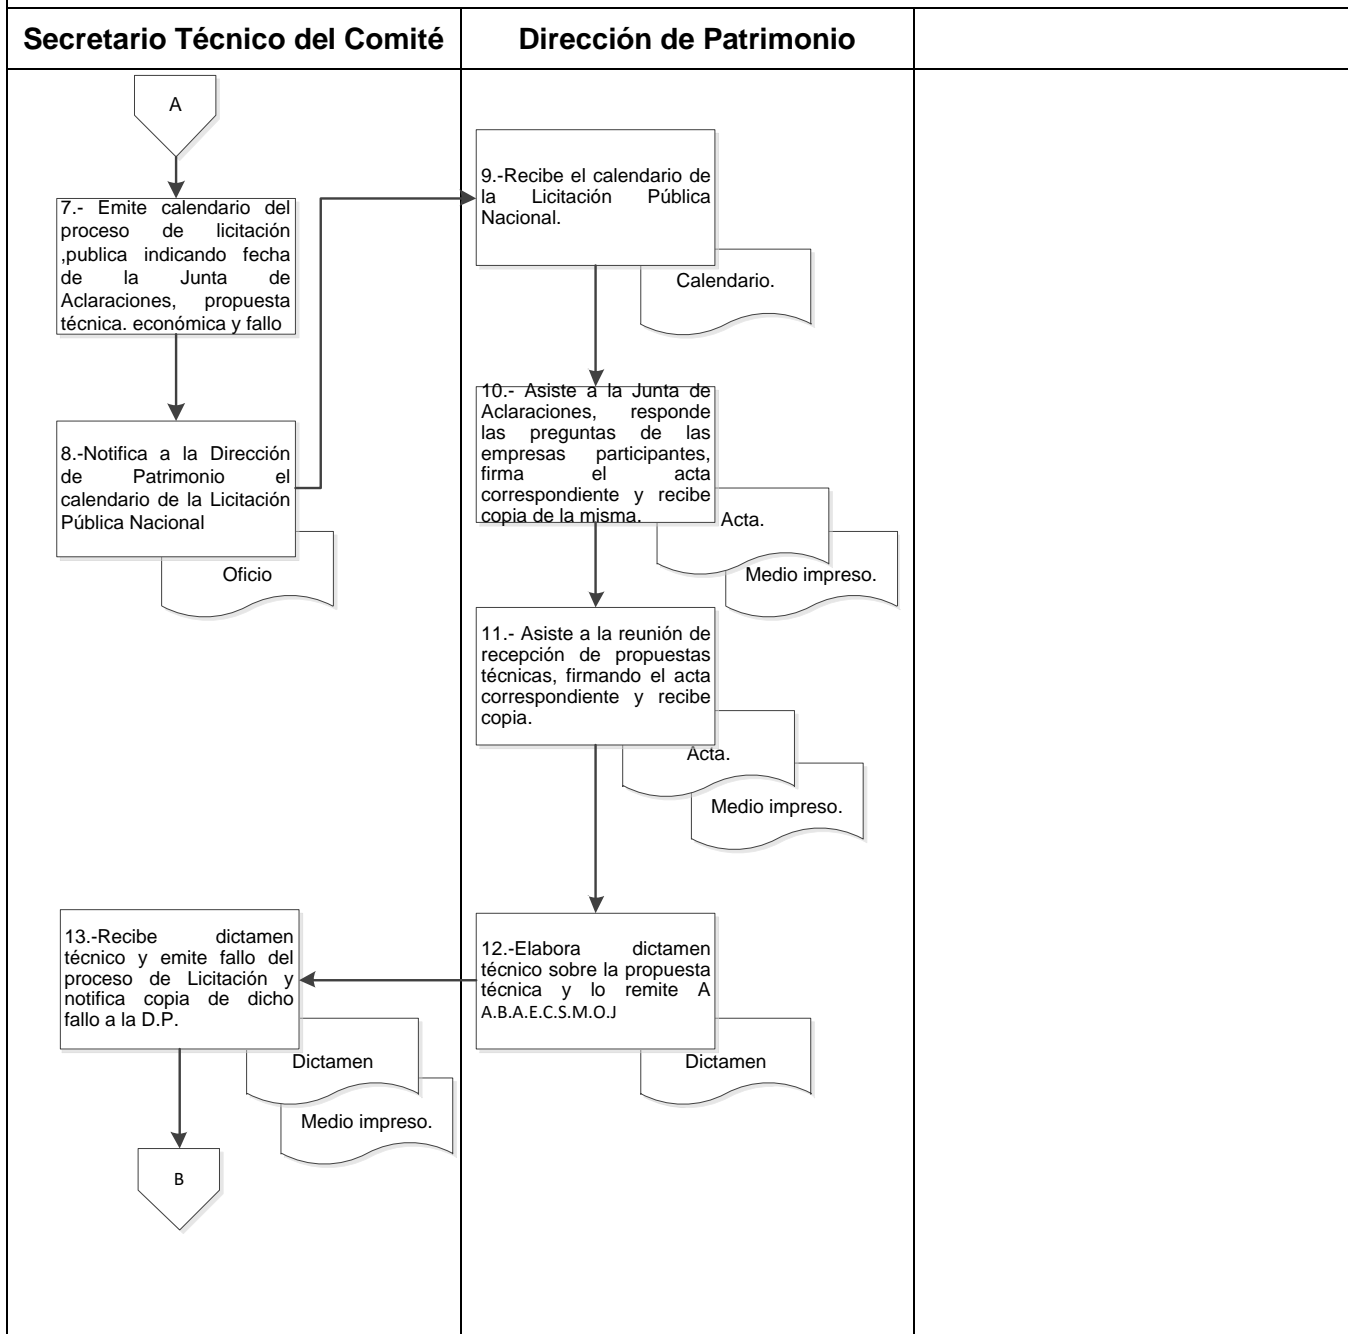 Secretario Técnico del Comité
Dirección de Patrimonio
A
7.- Emite calendario del
proceso de licitación
,publica indicando fecha
de la Junta de
Aclaraciones, propuesta
técnica. económica y fallo
8.-Notifica a la Dirección
de Patrimonio el
calendario de la Licitación
Pública Nacional
Oficio
9.-Recibe el calendario de
la Licitación Pública
Nacional.
Calendario.
10.- Asiste a la Junta de
Aclaraciones, responde
las preguntas de las
empresas participantes,
firma el acta
correspondiente y recibe
copia de la misma.
Acta.
Medio impreso.
11.- Asiste a la reunión de
recepción de propuestas
técnicas, firmando el acta
correspondiente y recibe
copia.
Acta.
Medio impreso.
12.-Elabora dictamen
técnico sobre la propuesta
técnica y lo remite A
A.B.A.E.C.S.M.O.J
Dictamen
13.-Recibe dictamen
técnico y emite fallo del
proceso de Licitación y
notifica copia de dicho
fallo a la D.P.
Dictamen
Medio impreso.
B